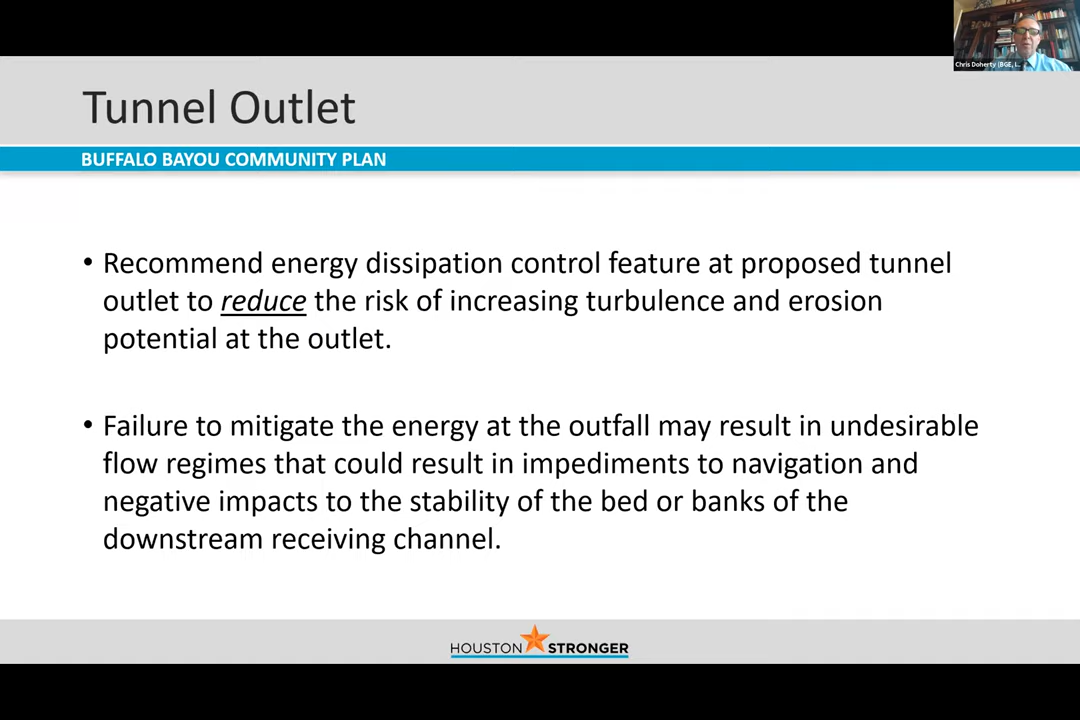 Chris Doherty (BGE, I...
Tunnel Outlet
BUFFALO BAYOU COMMUNITY PLAN
• Recommend energy dissipation control feature at proposed tunnel
outlet to reduce the risk of increasing turbulence and erosion
potential at the outlet.
• Failure to mitigate the energy at the outfall may result in undesirable
flow regimes that could result in impediments to navigation and
negative impacts to the stability of the bed or banks of the
downstream receiving channel.
HOUSTON STRONGER